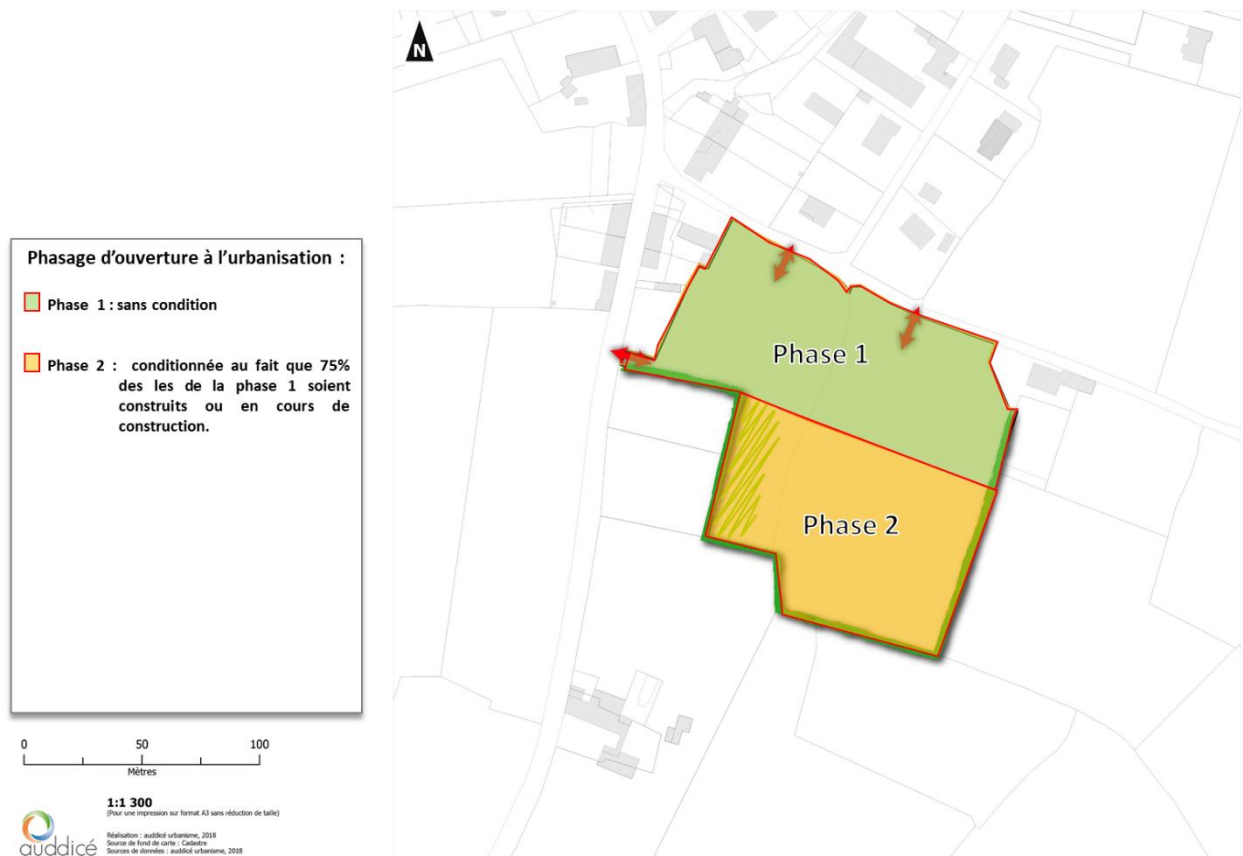 N
Phasage d'ouverture à l'urbanisation :
Phase 1 : sans condition
Phase 2 : conditionnée au fait que 75%
des les de la phase 1 soient
construits ou en cours de
construction.
Phase 1
Phase 2
0 50 100
Mètres
1:1 300
(Pour une impression sur format A3 sans réduction de taille)
auddicé
Réalisation : auddicé urbanisme, 2018
Source de fond de carte : Cadastre
Sources de données : auddicé urbanisme, 2018